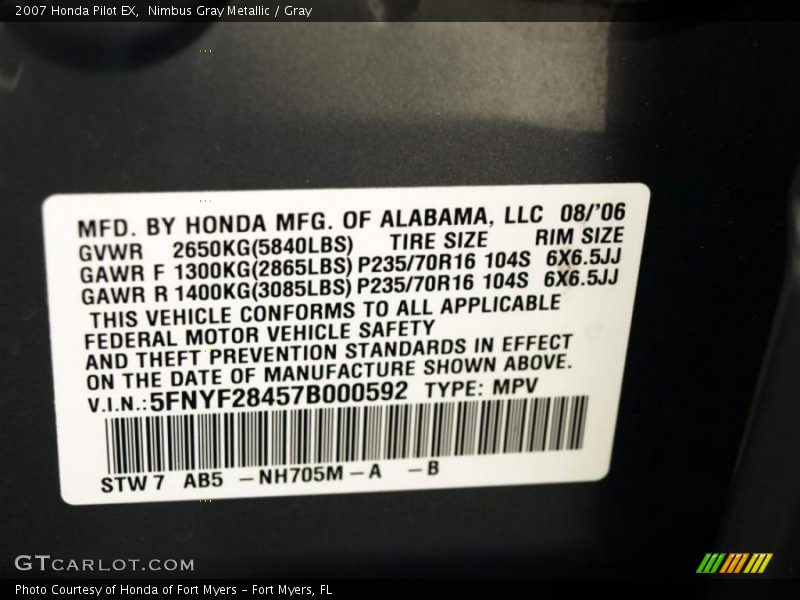 2007 Honda Pilot EX, Nimbus Gray Metallic / Gray
MFD. BY HONDA MFG. OF ALABAMA, LLC 08/'06
GVWR 2650KG(5840LBS) TIRE SIZE RIM SIZE
GAWR F 1300KG(2865LBS) P235/70R16 104S 6X6.5JJ
GAWR R 1400KG(3085LBS) P235/70R16 104S 6X6.5JJ
THIS VEHICLE CONFORMS TO ALL APPLICABLE
FEDERAL MOTOR VEHICLE SAFETY
AND THEFT PREVENTION STANDARDS IN EFFECT
ON THE DATE OF MANUFACTURE SHOWN ABOVE.
V.I.N.:5FNYF28457B000592 TYPE: MPV
STW7 AB5 -NH705M-A -B
GTCARLOT.COM
Photo Courtesy of Honda of Fort Myers - Fort Myers, FL